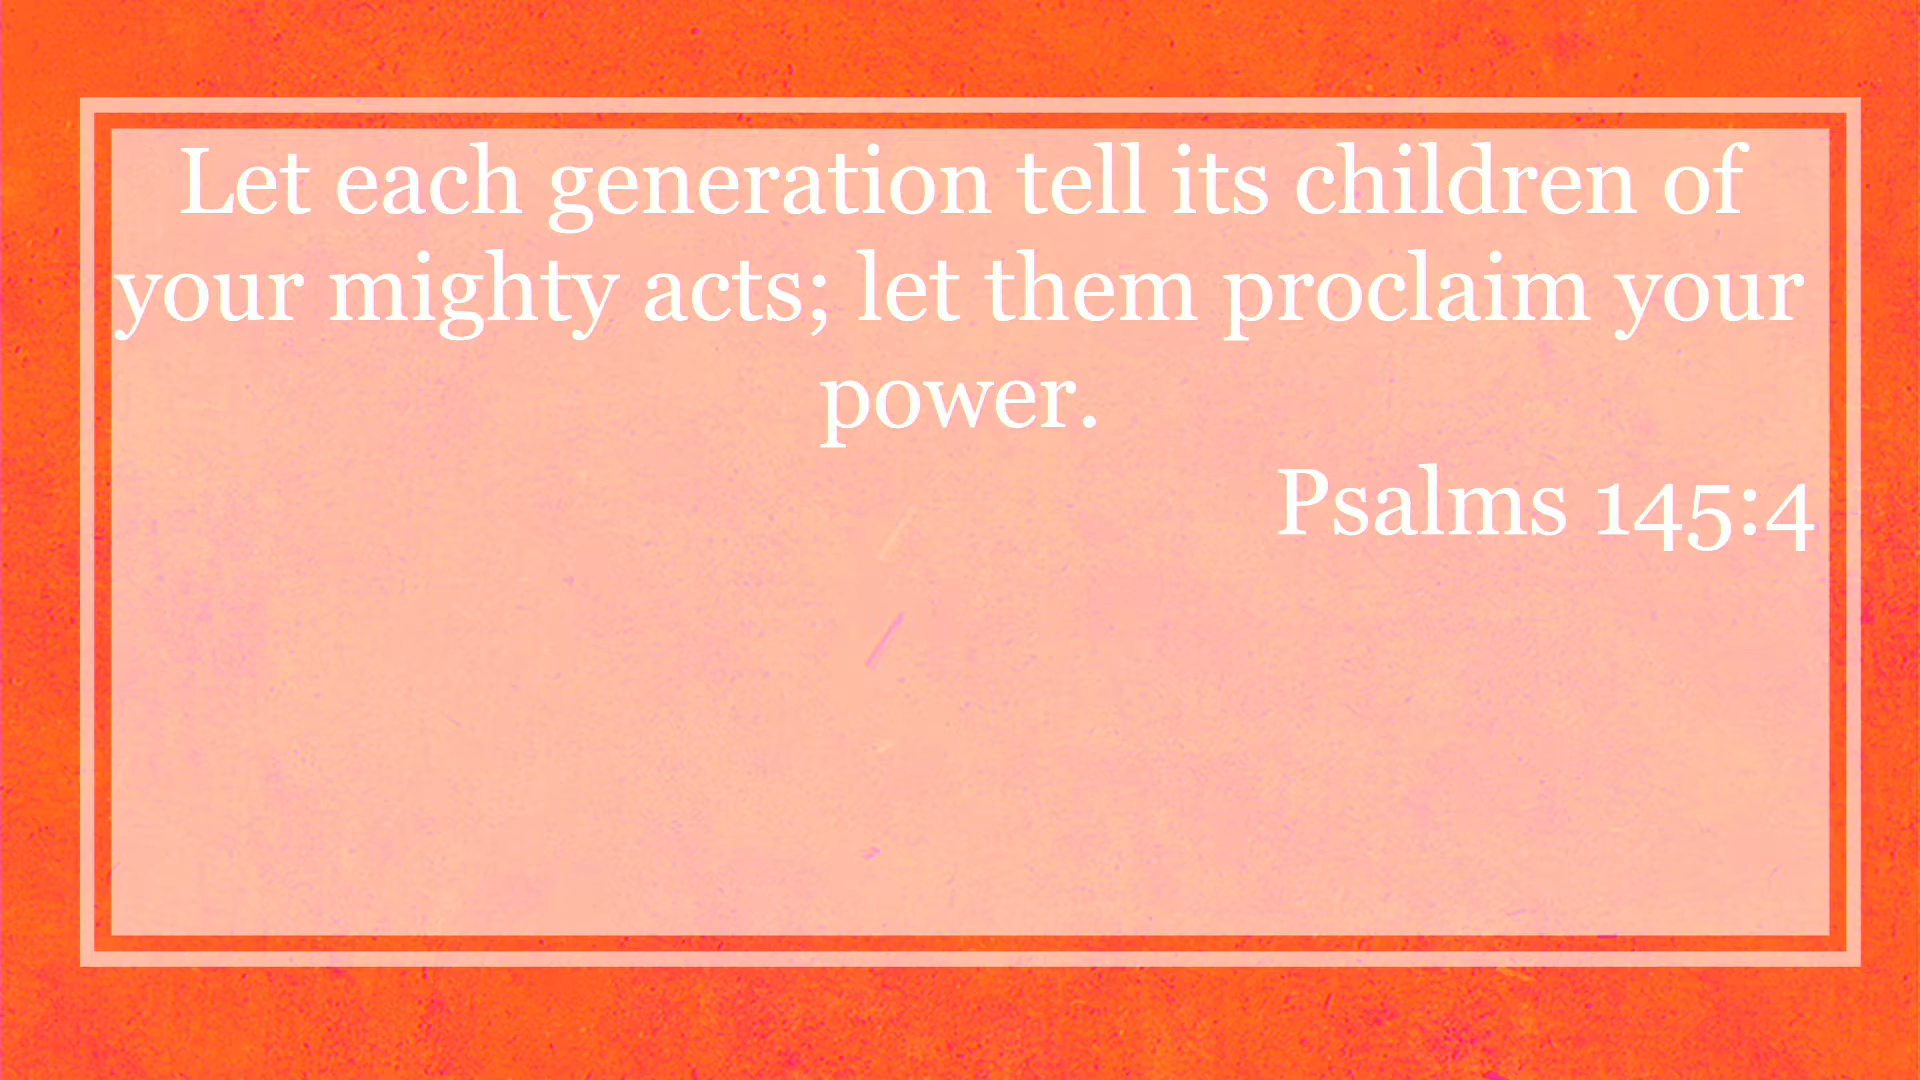 Let each generation tell its children of
your mighty acts; let them proclaim your
power.
Psalms 145:4